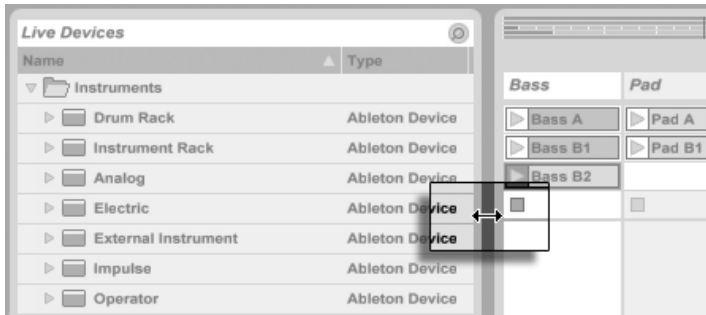 Live Devices
Name Type
Instruments
Drum Rack Ableton Device
Instrument Rack Ableton Device
Analog Ableton Device
Electric Ableton Device
External Instrument Ableton Device
Impulse Ableton Device
Operator Ableton Device
Bass Pad
Bass A Pad A
Bass B1 Pad B1
Bass B2